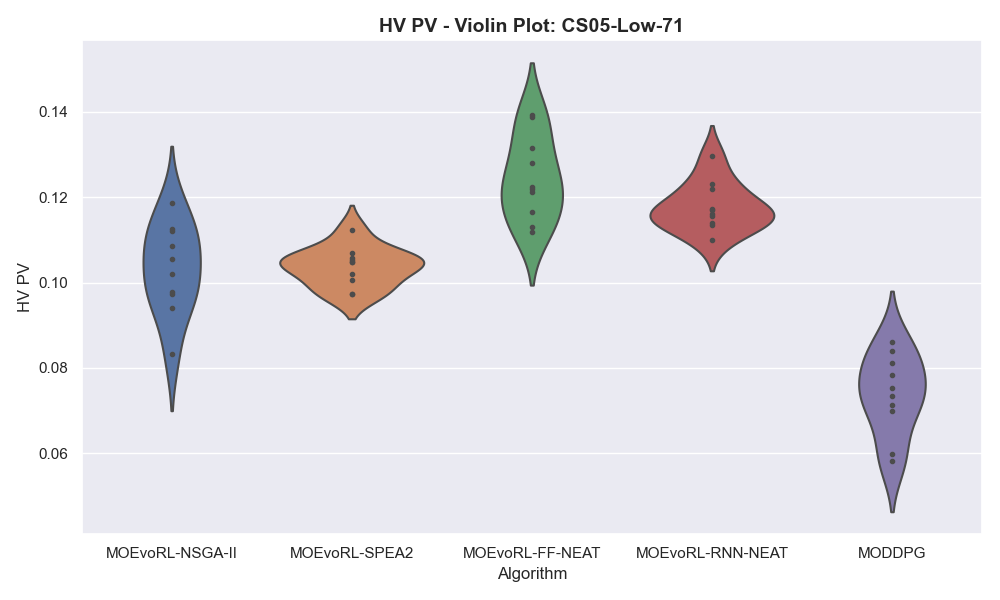 HV PV - Violin Plot: CS05-Low-71
HV PV
0.14
0.12
0.10
0.08
0.06
MOEvoRL-NSGA-II MOEvoRL-SPEA2 MOEvoRL-FF-NEAT MOEvoRL-RNN-NEAT MODDPG
Algorithm